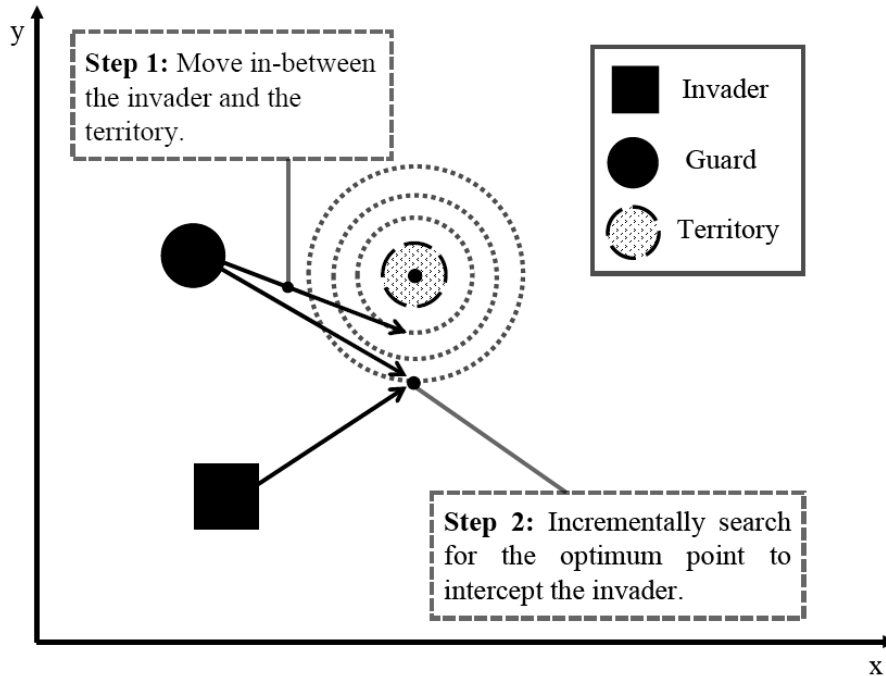 y
Step 1: Move in-between
the invader and the
territory.
Invader
Guard
Territory
Step 2: Incrementally search
for the optimum point to
intercept the invader.
x